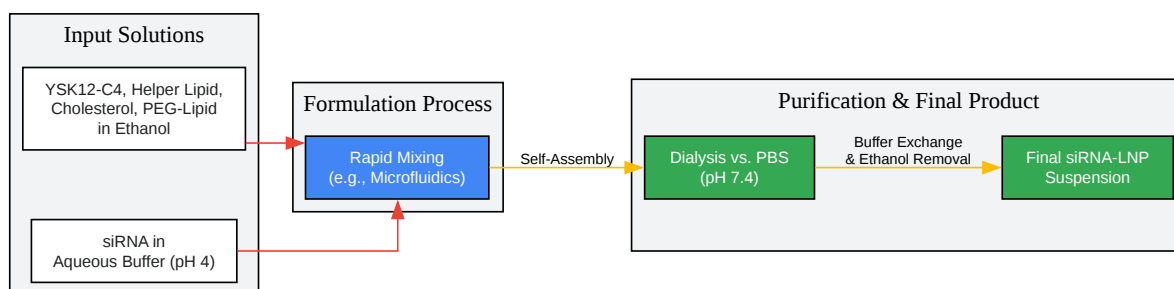 Input Solutions
YSK12-C4, Helper Lipid,
Cholesterol, PEG-Lipid
in Ethanol
siRNA in
Aqueous Buffer (pH 4)
Formulation Process
Rapid Mixing
(e.g., Microfluidics)
Self-Assembly
Purification & Final Product
Dialysis vs. PBS
(pH 7.4)
Buffer Exchange
& Ethanol Removal
Final siRNA-LNP
Suspension